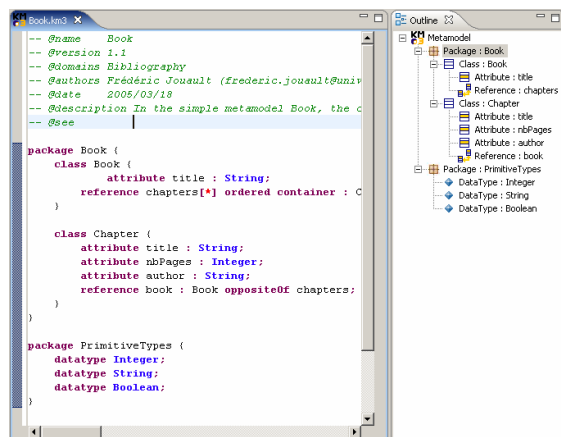 Book.km3
-- @name    Book
-- @version 1.1
-- @domains Bibliography
-- @authors Frédéric Jouault (frederic.jouault@univ
-- @date    2005/03/18
-- @description In the simple metamodel Book, the c
-- @see
package Book {
    class Book {
            attribute title : String;
        reference chapters[*] ordered container : C
    }
    class Chapter {
        attribute title : String;
        attribute nbPages : Integer;
        attribute author : String;
        reference book : Book oppositeOf chapters;
    }
}
package PrimitiveTypes {
    datatype Integer;
    datatype String;
    datatype Boolean;
}
Outline
Metamodel
Package : Book
Class : Book
Attribute : title
Reference : chapters
Class : Chapter
Attribute : title
Attribute : nbPages
Attribute : author
Reference : book
Package : PrimitiveTypes
DataType : Integer
DataType : String
DataType : Boolean